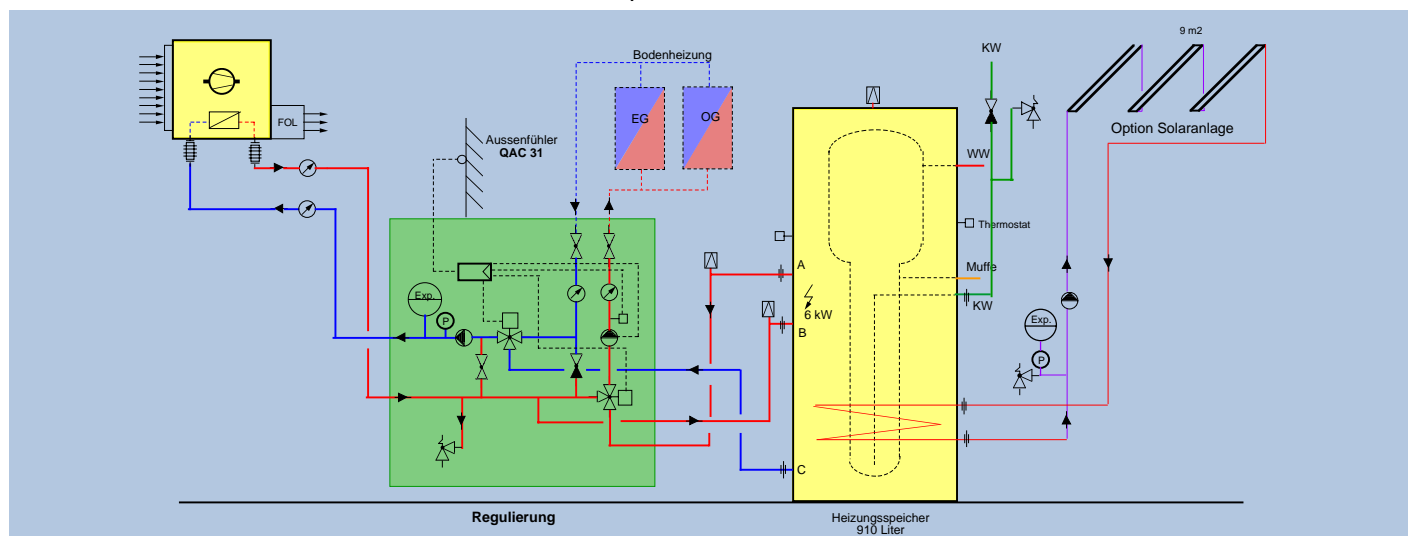 9 m2
Bodenheizung
KW
FOL
EG
OG
Aussenfühler
QAC 31
Option Solaranlage
WW
Thermostat
A
Muffe
Exp.
6 kW
KW
P
B
Exp.
P
C
Regulierung
Heizungsspeicher
910 Liter